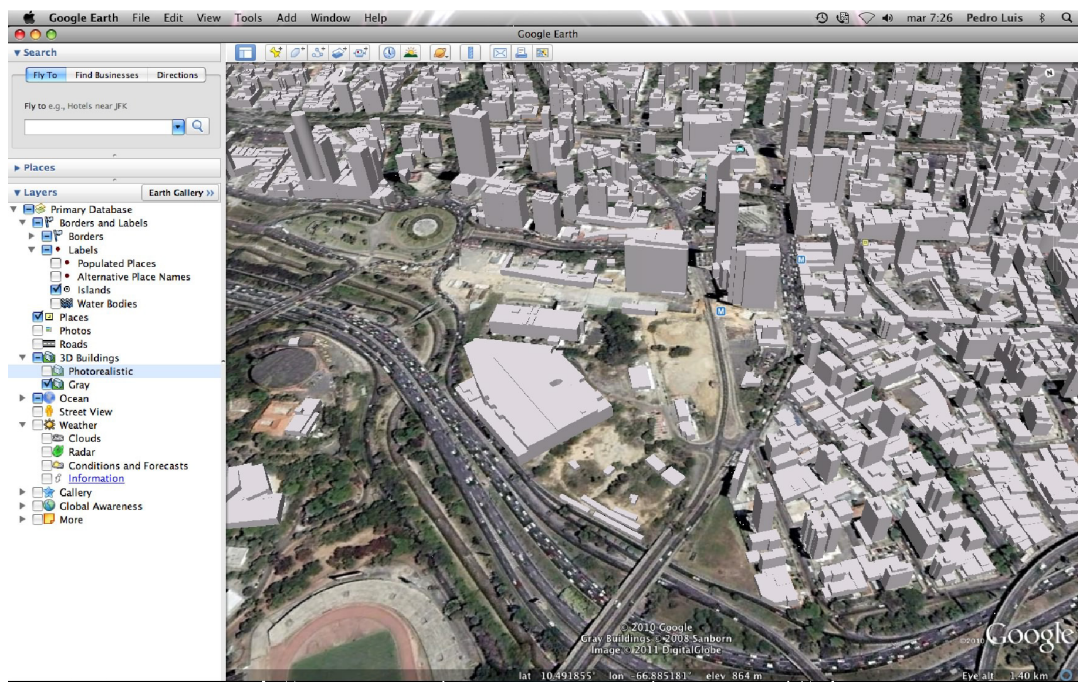 Google Earth File Edit View Tools Add Window Help mar 7:26 Pedro Luis
Google Earth
Search
Fly To Find Businesses Directions
Fly to e.g., Hotels near JFK
Places
Layers Earth Gallery >>
Primary Database
Borders and Labels
Borders
Labels
Populated Places
Alternative Place Names
Islands
Water Bodies
Places
Photos
Roads
3D Buildings
Photorealistic
Gray
Ocean
Street View
Weather
Clouds
Radar
Conditions and Forecasts
Information
Gallery
Global Awareness
More
N
M
M
© 2010 Google
Gray Buildings © 2008 Sanborn
Image © 2011 DigitalGlobe
©2010 Google
lat 10.491855° lon -66.885181° elev 864 m Eye alt 1.40 km